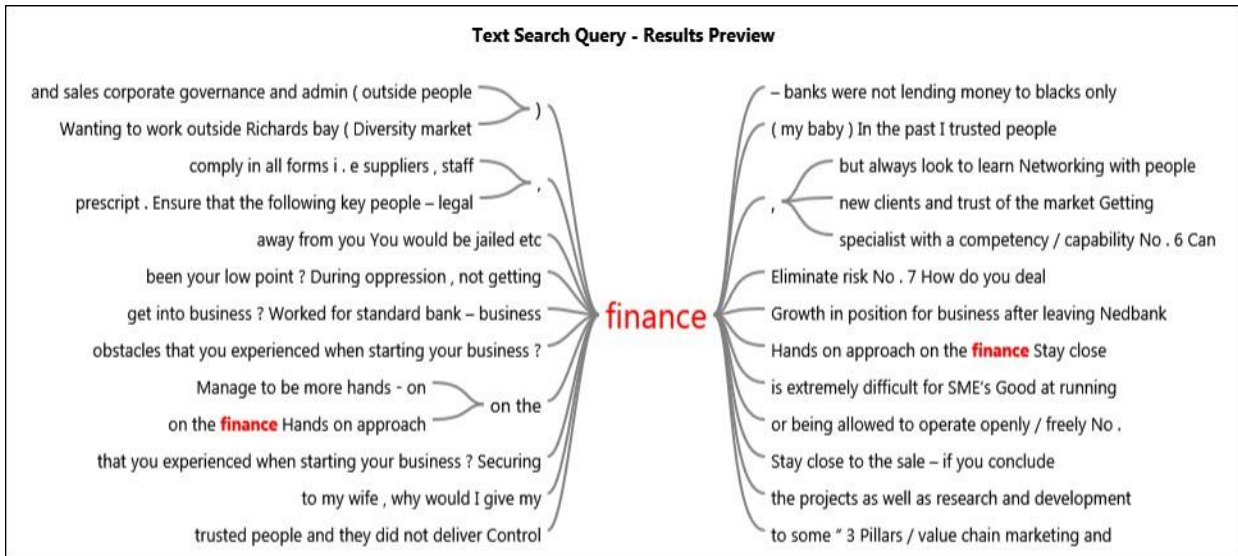 Text Search Query - Results Preview
and sales corporate governance and admin ( outside people
Wanting to work outside Richards bay ( Diversity market
)
comply in all forms i . e suppliers , staff
prescript . Ensure that the following key people – legal
,
away from you You would be jailed etc
been your low point ? During oppression , not getting
get into business ? Worked for standard bank – business
obstacles that you experienced when starting your business ?
Manage to be more hands - on
on the finance Hands on approach
on the
that you experienced when starting your business ? Securing
to my wife , why would I give my
trusted people and they did not deliver Control
finance
– banks were not lending money to blacks only
( my baby ) In the past I trusted people
,
but always look to learn Networking with people
new clients and trust of the market Getting
specialist with a competency / capability No . 6 Can
Eliminate risk No . 7 How do you deal
Growth in position for business after leaving Nedbank
Hands on approach on the finance Stay close
is extremely difficult for SME's Good at running
or being allowed to operate openly / freely No .
Stay close to the sale – if you conclude
the projects as well as research and development
to some " 3 Pillars / value chain marketing and